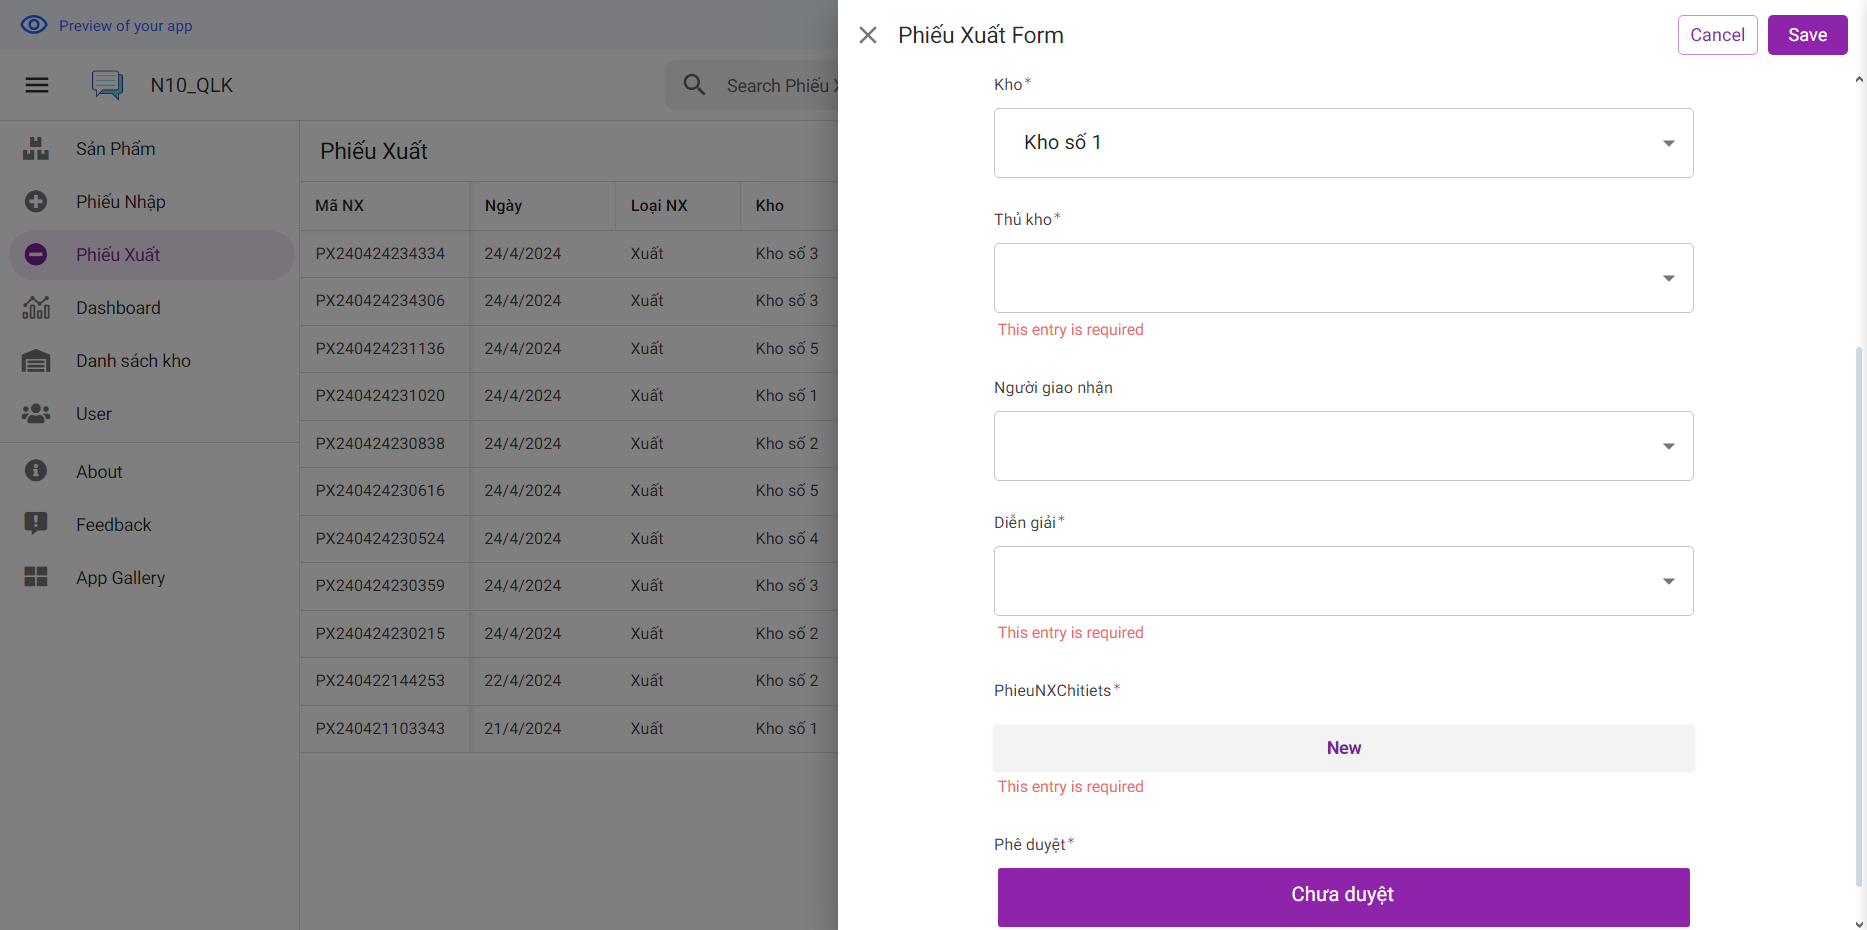 Preview of your app
N10_QLK
Search Phiếu X
Sản Phẩm
Phiếu Nhập
Phiếu Xuất
Dashboard
Danh sách kho
User
About
Feedback
App Gallery
Phiếu Xuất
Mã NX Ngày Loại NX Kho
PX240424234334 24/4/2024 Xuất Kho số 3
PX240424234306 24/4/2024 Xuất Kho số 3
PX240424231136 24/4/2024 Xuất Kho số 5
PX240424231020 24/4/2024 Xuất Kho số 1
PX240424230838 24/4/2024 Xuất Kho số 2
PX240424230616 24/4/2024 Xuất Kho số 5
PX240424230524 24/4/2024 Xuất Kho số 4
PX240424230359 24/4/2024 Xuất Kho số 3
PX240424230215 24/4/2024 Xuất Kho số 2
PX240422144253 22/4/2024 Xuất Kho số 2
PX240421103343 21/4/2024 Xuất Kho số 1
Phiếu Xuất Form
Cancel
Save
Kho*
Kho số 1
Thủ kho*
This entry is required
Người giao nhận
Diễn giải*
This entry is required
PhieuNXChitiets*
New
This entry is required
Phê duyệt*
Chưa duyệt